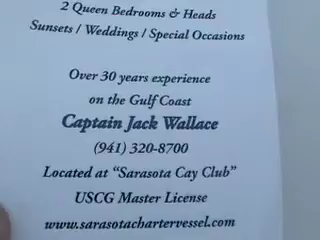 2 Queen Bedrooms & Heads
Sunsets / Weddings / Special Occasions
Over 30 years experience
on the Gulf Coast
Captain Jack Wallace
(941) 320-8700
Located at “Sarasota Cay Club”
USCG Master License
www.sarasotachartervessel.com